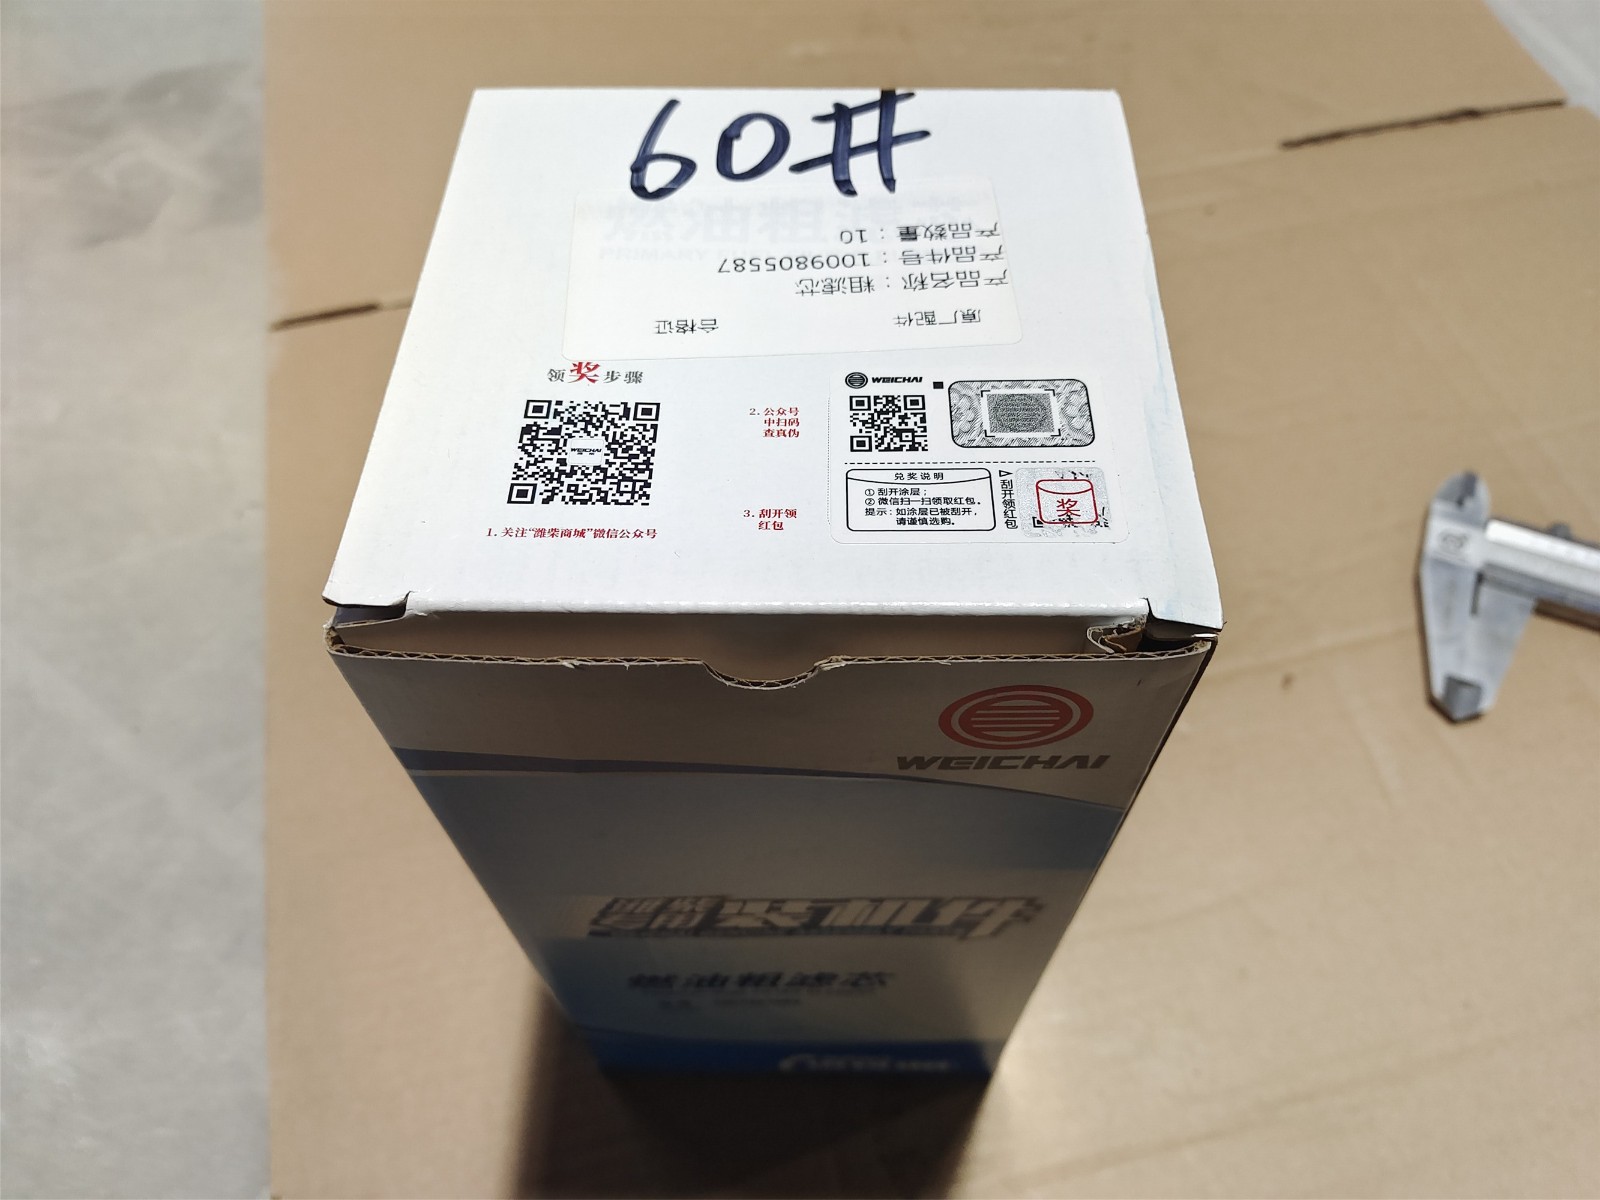 60#
燃油粗滤芯
原厂配件 合格证
产品名称：粗滤芯
产品件号：1009805587
产品数量：10
领奖步骤
WEICHAI
1.关注“潍柴商城”微信公众号
2.公众号
中扫码
查真伪
3.刮开领
红包
WEICHAI
兑奖说明
①刮开涂层；
②微信扫一扫领取红包。
提示：如涂层已被刮开，
请谨慎选购。
刮开领红包
奖
WEICHAI
装机件
燃油粗滤芯